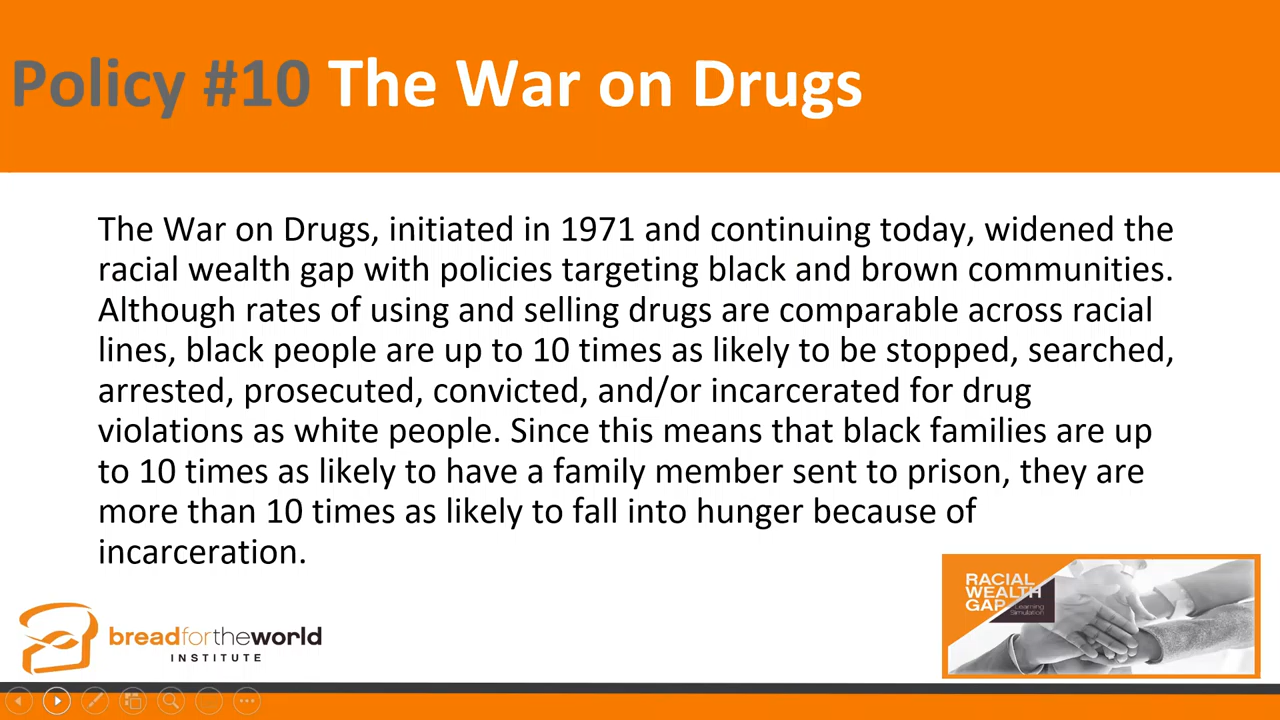 Policy #10 The War on Drugs
The War on Drugs, initiated in 1971 and continuing today, widened the
racial wealth gap with policies targeting black and brown communities.
Although rates of using and selling drugs are comparable across racial
lines, black people are up to 10 times as likely to be stopped, searched,
arrested, prosecuted, convicted, and/or incarcerated for drug
violations as white people. Since this means that black families are up
to 10 times as likely to have a family member sent to prison, they are
more than 10 times as likely to fall into hunger because of
incarceration.
RACIAL
WEALTH
GAP
Learning
Simulation
breadfortheworld
INSTITUTE